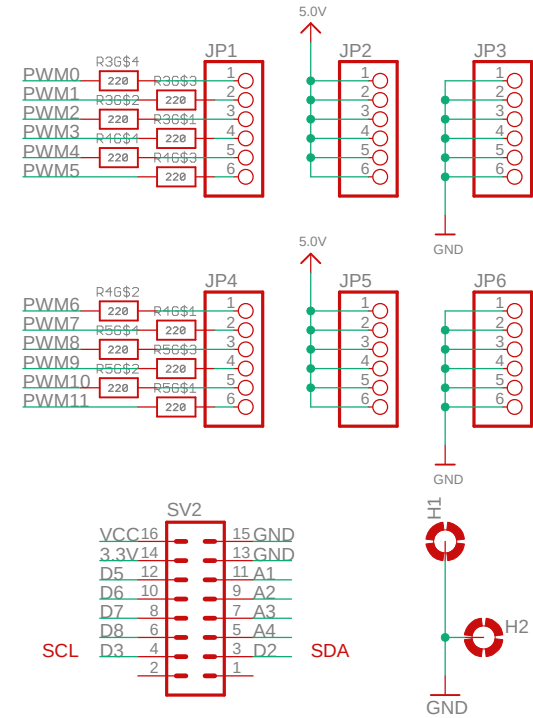 5.0V
JP1 JP2 JP3
R3G$4
PWM0 220 1 1 1
R3G$3
PWM1 220 2 2 2
R3G$2
PWM2 220 3 3 3
R3G$1
PWM3 220 4 4 4
R4G$4
PWM4 220 5 5 5
R4G$3
PWM5 220 6 6 6
GND
5.0V
JP4 JP5 JP6
R4G$2
PWM6 220 1 1 1
R4G$1
PWM7 220 2 2 2
R5G$4
PWM8 220 3 3 3
R5G$3
PWM9 220 4 4 4
R5G$2
PWM10 220 5 5 5
R5G$1
PWM11 220 6 6 6
GND
SV2
H1
VCC 16 15 GND
3.3V 14 13 GND
D5 12 11 A1
D6 10 9 A2
D7 8 7 A3
D8 6 5 A4
H2
SCL D3 4 3 D2 SDA
2 1
GND